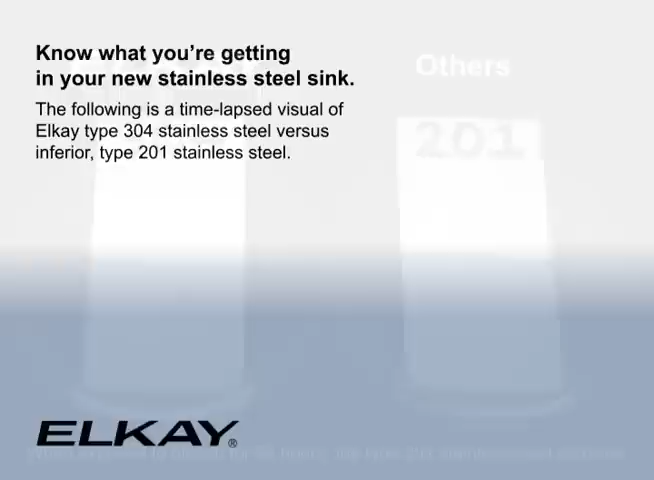 Know what you're getting
in your new stainless steel sink.
The following is a time-lapsed visual of
Elkay type 304 stainless steel versus
inferior, type 201 stainless steel.
Others
201
ELKAY®